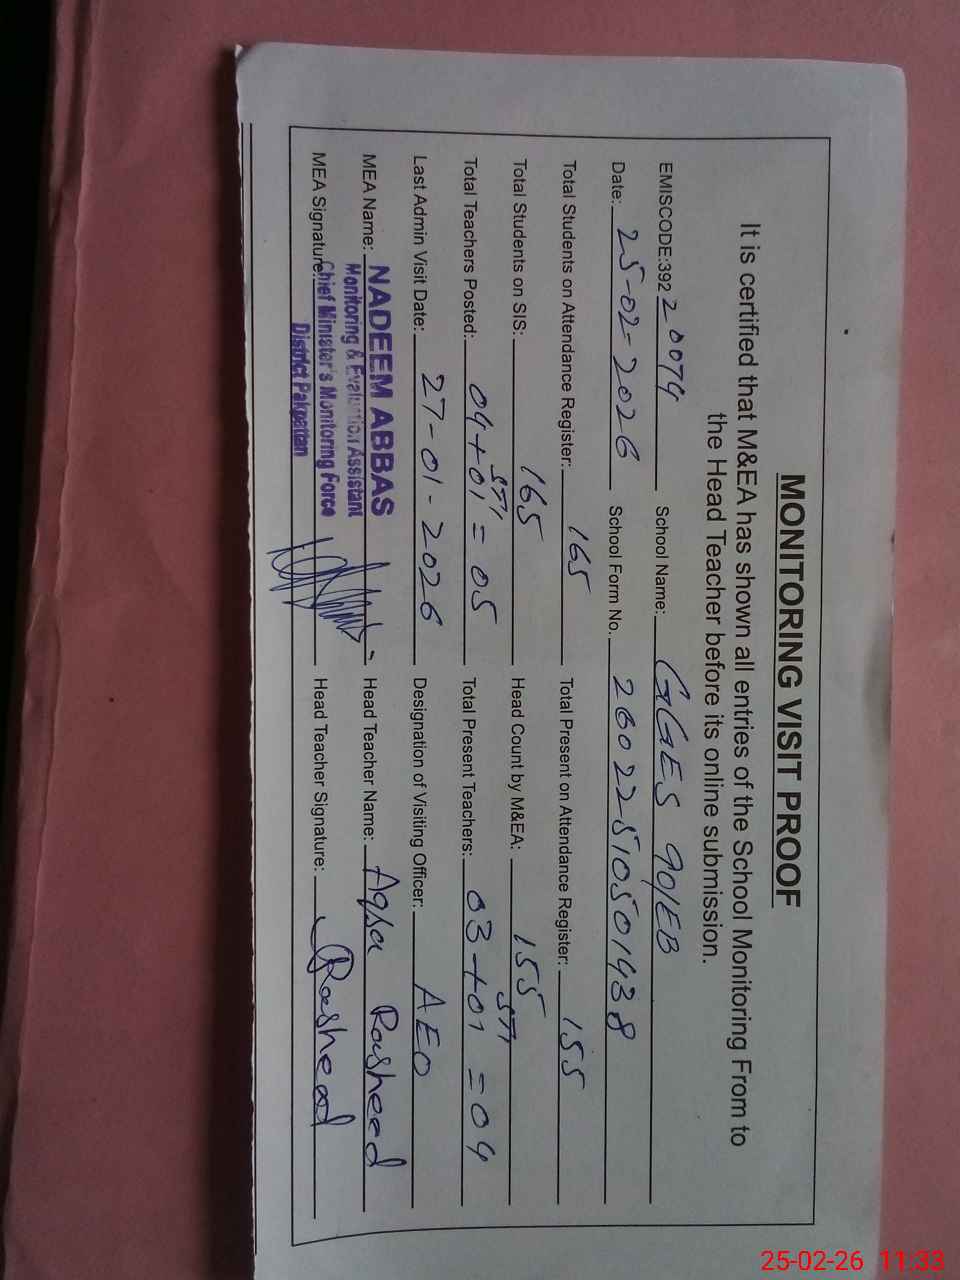 MONITORING VISIT PROOF
It is certified that M&EA has shown all entries of the School Monitoring From to
the Head Teacher before its online submission.
EMISCODE:392 20074 School Name: GGES 90/EB
Date: 25-02-2026 School Form No. 26022510501438
Total Students on Attendance Register: 165 Total Present on Attendance Register: 155
Total Students on SIS: 165 Head Count by M&EA: 155
Total Teachers Posted: 04+01 STI = 05 Total Present Teachers: 03+01 STI = 04
Last Admin Visit Date: 27-01-2026 Designation of Visiting Officer: AEO
MEA Name: NADEEM ABBAS Head Teacher Name: Aqsa Rasheed
Monitoring & Evaluation Assistant
MEA Signature: Chief Minister's Monitoring Force Head Teacher Signature: Rasheed
District Pakpattan
25-02-26 11:33